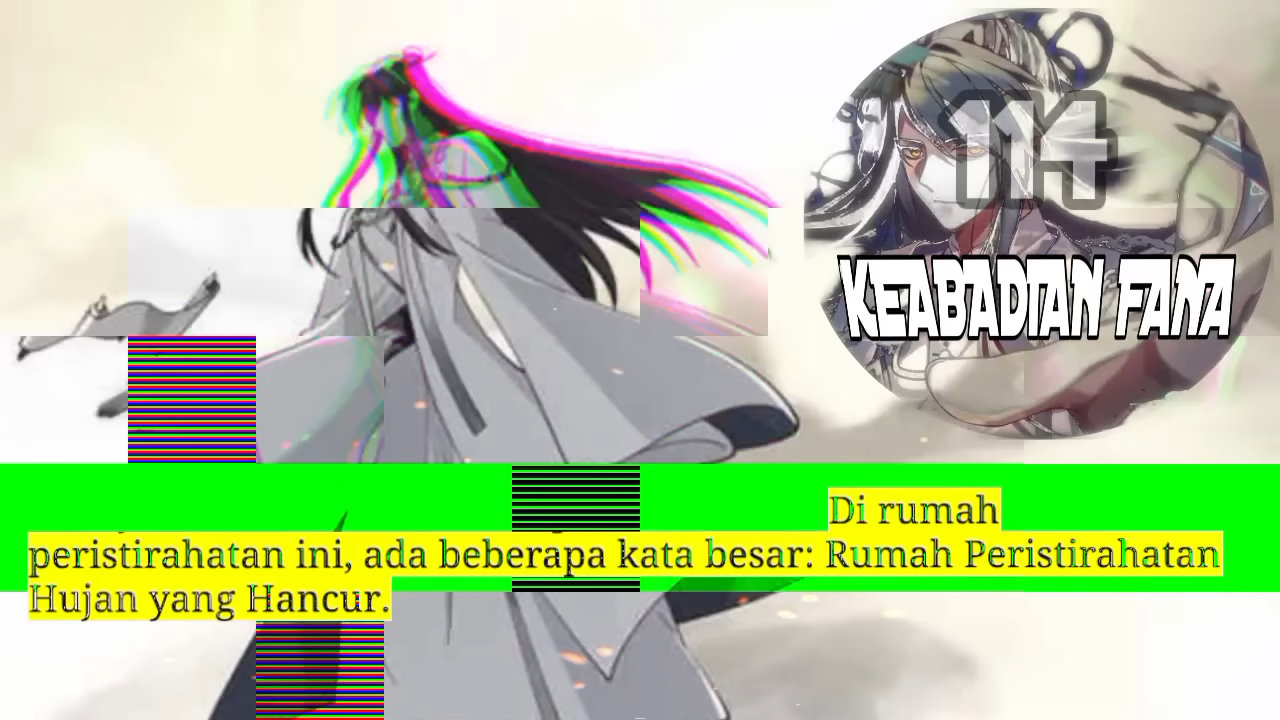 114
KEABADIAN FANA
Di rumah
peristirahatan ini, ada beberapa kata besar: Rumah Peristirahatan
Hujan yang Hancur.